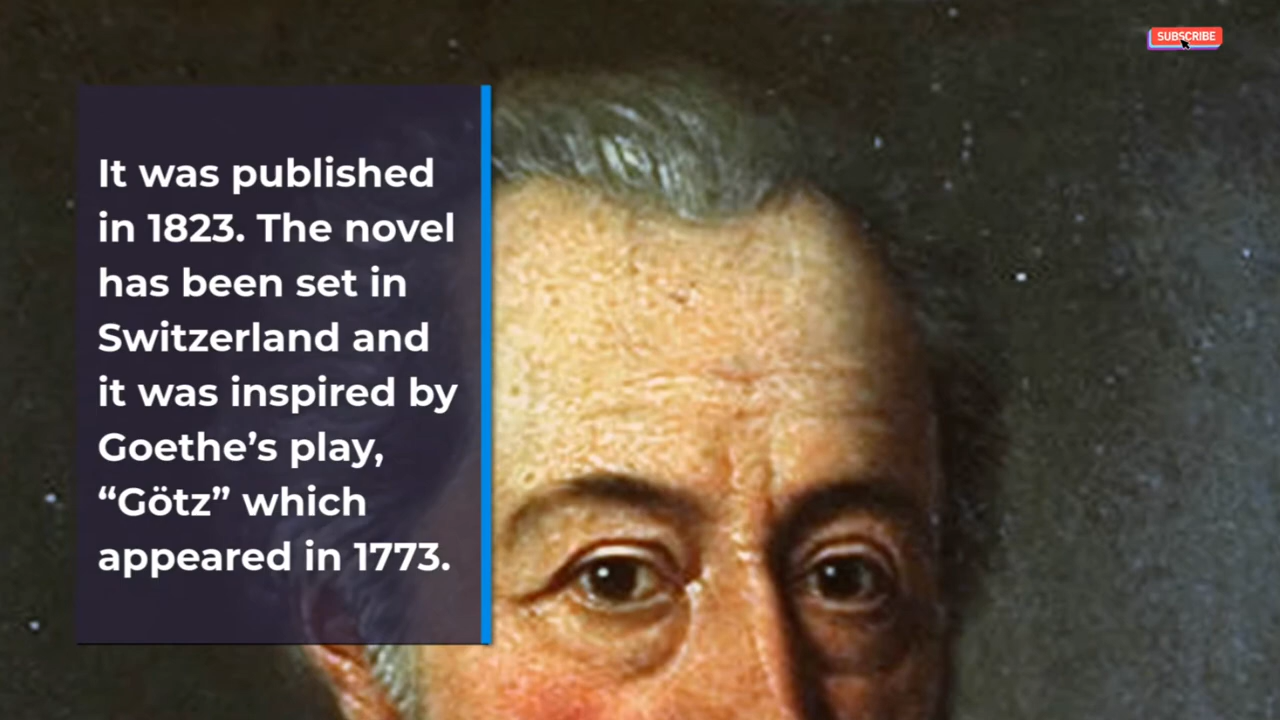 SUBSCRIBE
It was published
in 1823. The novel
has been set in
Switzerland and
it was inspired by
Goethe’s play,
“Götz” which
appeared in 1773.